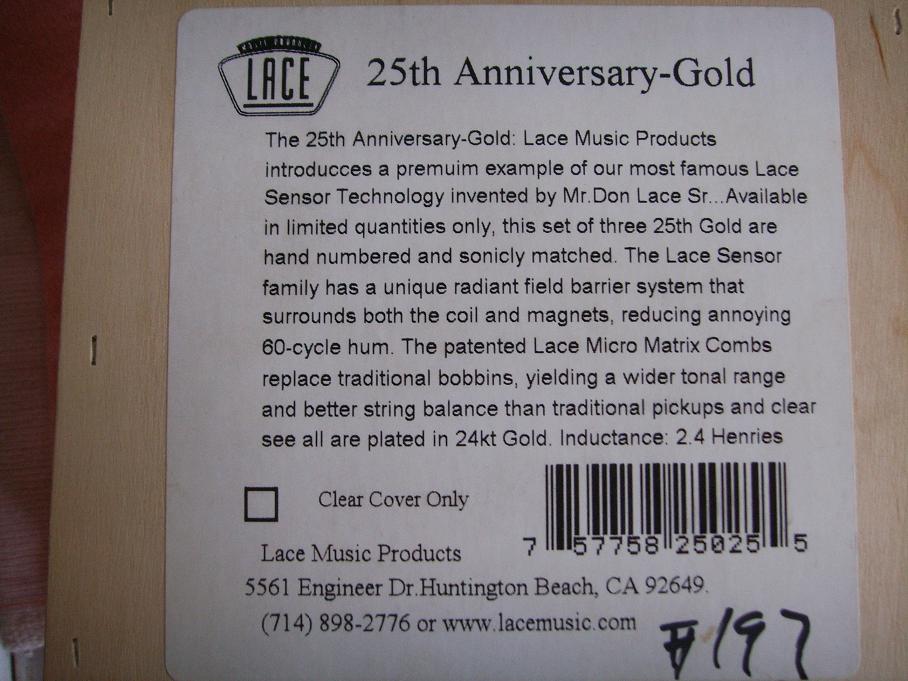 LACE
25th Anniversary-Gold
The 25th Anniversary-Gold: Lace Music Products
introducces a premuim example of our most famous Lace
Sensor Technology invented by Mr.Don Lace Sr...Available
in limited quantities only, this set of three 25th Gold are
hand numbered and sonicly matched. The Lace Sensor
family has a unique radiant field barrier system that
surrounds both the coil and magnets, reducing annoying
60-cycle hum. The patented Lace Micro Matrix Combs
replace traditional bobbins, yielding a wider tonal range
and better string balance than traditional pickups and clear
see all are plated in 24kt Gold. Inductance: 2.4 Henries
Clear Cover Only
7 57758 25025 5
Lace Music Products
5561 Engineer Dr.Huntington Beach, CA 92649.
(714) 898-2776 or www.lacemusic.com
#197